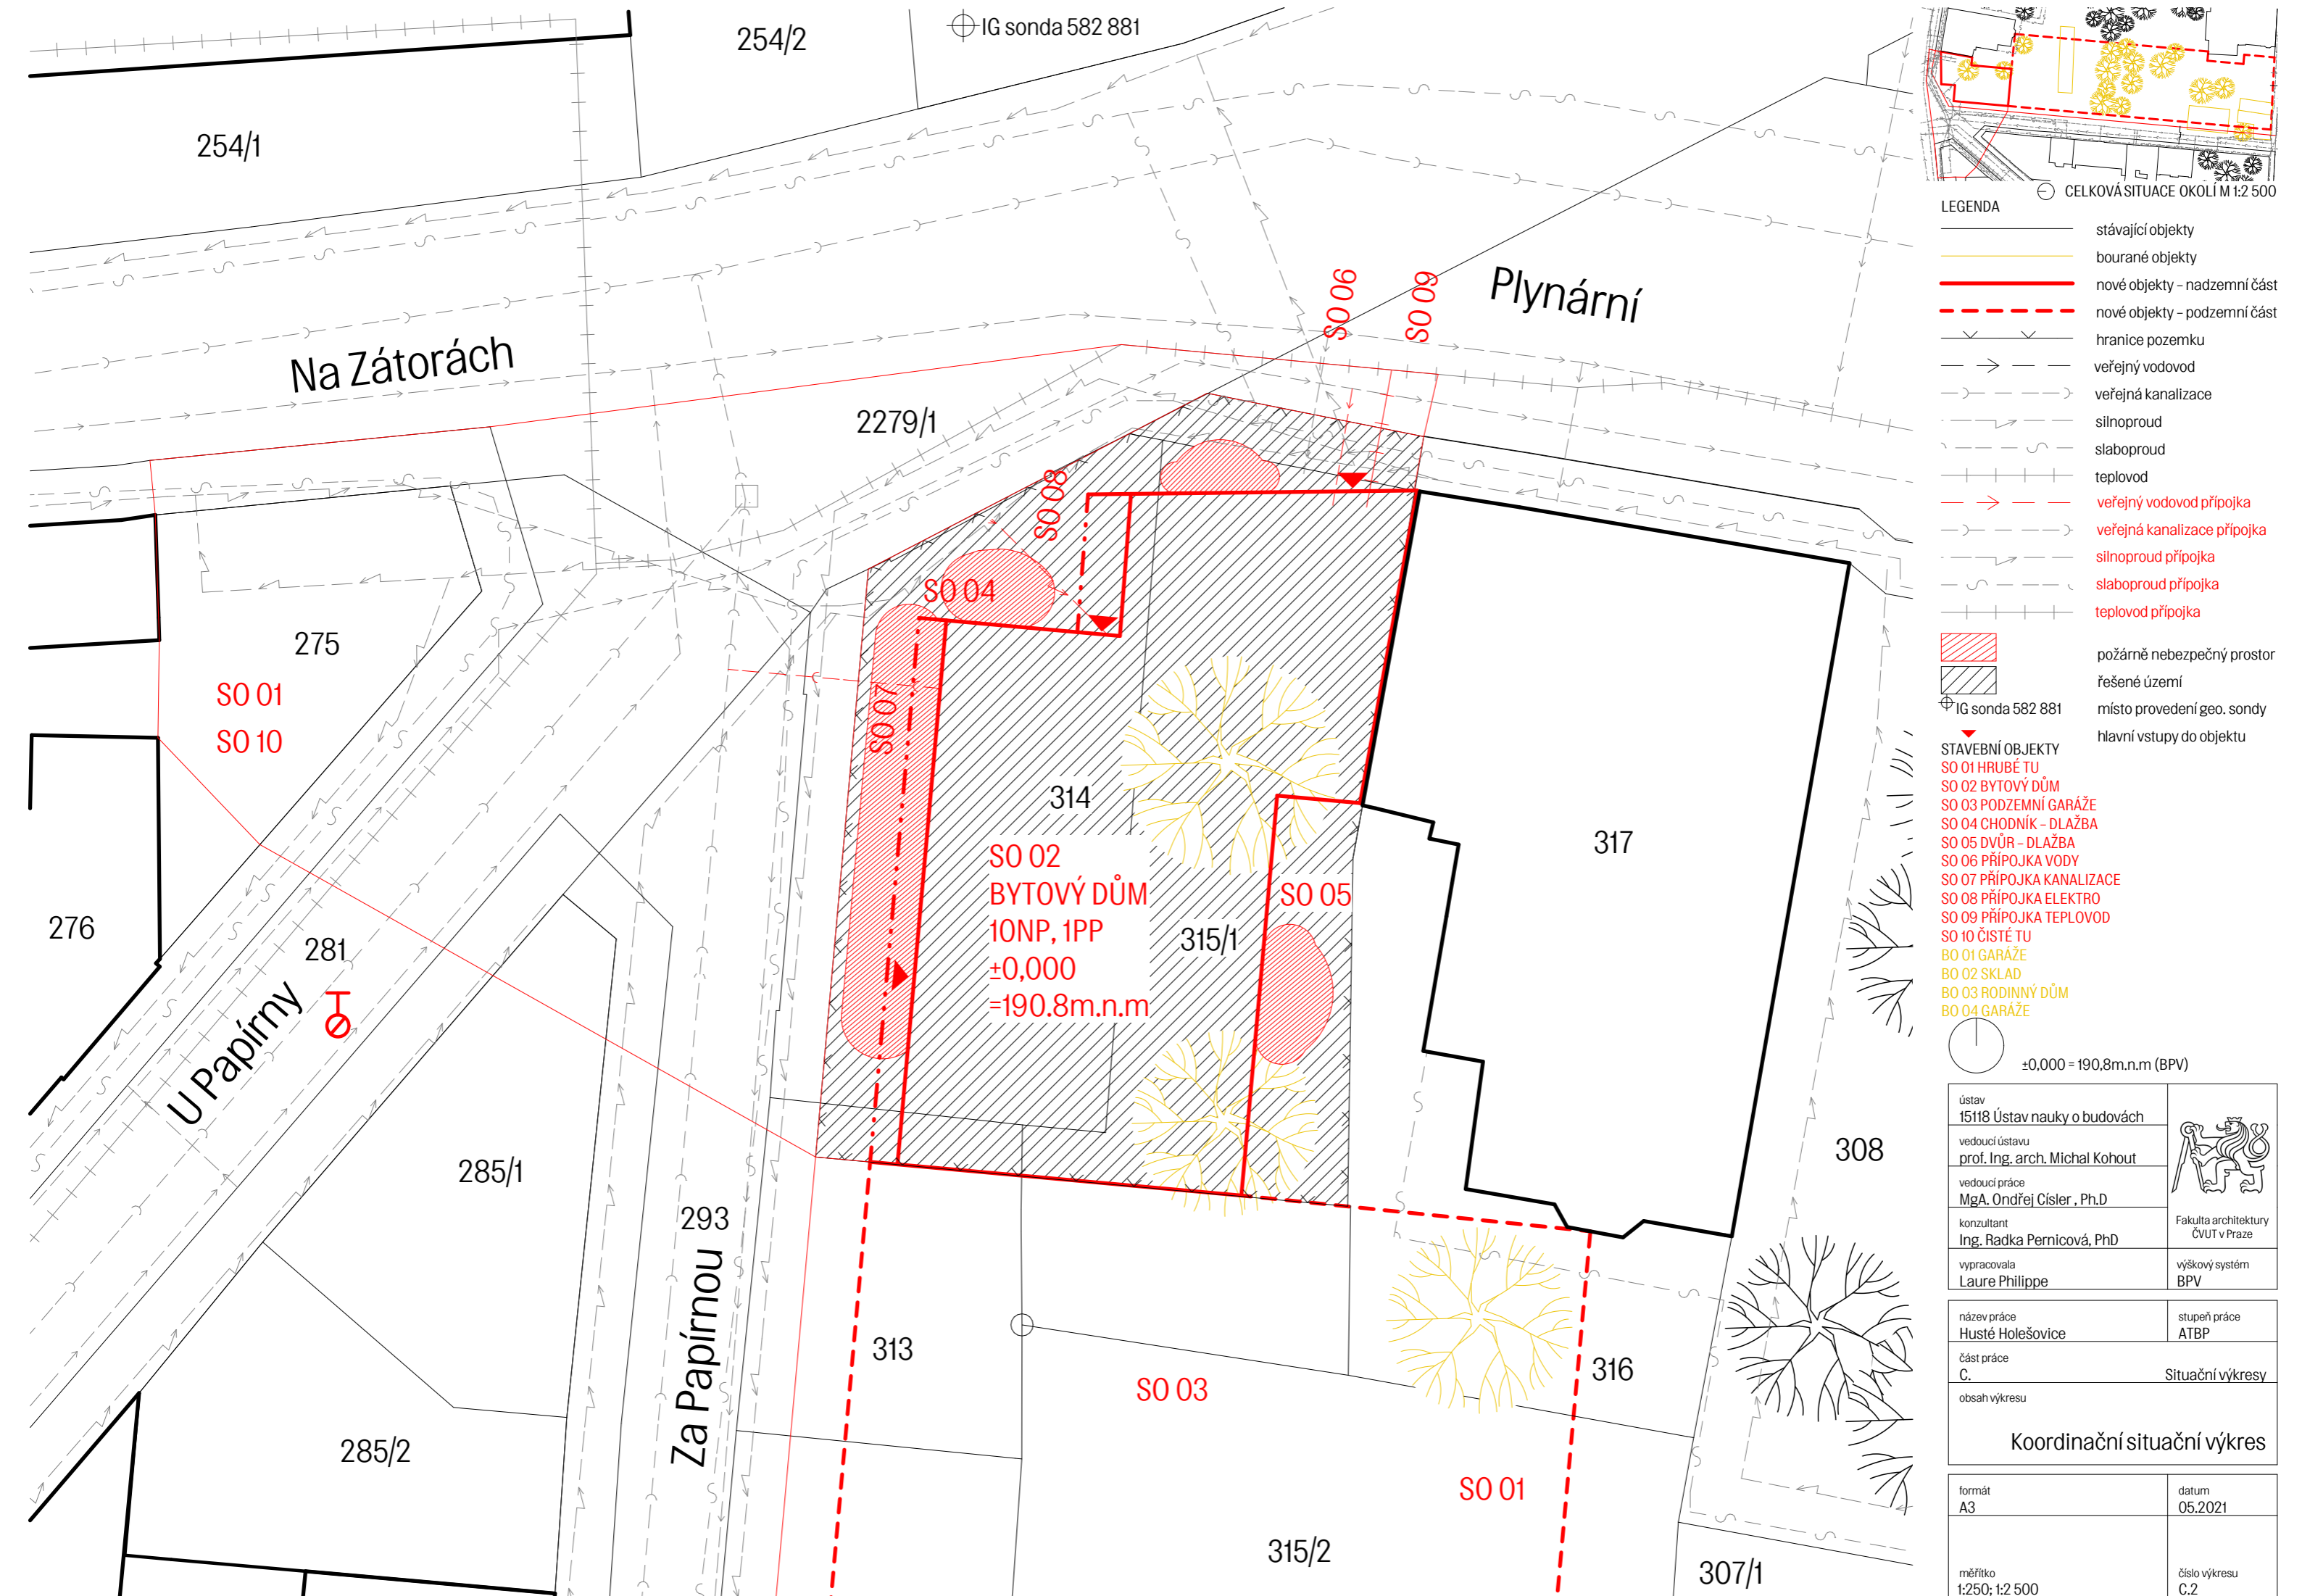 254/2
IG sonda 582 881
254/1
Plynární
SO 06
SO 09
Na Zátorách
2279/1
SO 08
SO 04
275
SO 01
SO 10
SO 07
314
317
SO 02
BYTOVÝ DŮM
10NP, 1PP
±0,000
=190.8m.n.m
SO 05
315/1
276
281
U Papírny
308
285/1
293
Za Papírnou
313
316
SO 03
285/2
SO 01
315/2
307/1
CELKOVÁ SITUACE OKOLÍ M 1:2 500
LEGENDA
stávající objekty
bourané objekty
nové objekty – nadzemní část
nové objekty – podzemní část
hranice pozemku
veřejný vodovod
veřejná kanalizace
silnoproud
slaboproud
teplovod
veřejný vodovod přípojka
veřejná kanalizace přípojka
silnoproud přípojka
slaboproud přípojka
teplovod přípojka
požárně nebezpečný prostor
řešené území
IG sonda 582 881 místo provedení geo. sondy
hlavní vstupy do objektu
STAVEBNÍ OBJEKTY
SO 01 HRUBÉ TU
SO 02 BYTOVÝ DŮM
SO 03 PODZEMNÍ GARÁŽE
SO 04 CHODNÍK – DLAŽBA
SO 05 DVŮR – DLAŽBA
SO 06 PŘÍPOJKA VODY
SO 07 PŘÍPOJKA KANALIZACE
SO 08 PŘÍPOJKA ELEKTRO
SO 09 PŘÍPOJKA TEPLOVOD
SO 10 ČISTÉ TU
BO 01 GARÁŽE
BO 02 SKLAD
BO 03 RODINNÝ DŮM
BO 04 GARÁŽE
±0,000 = 190,8m.n.m (BPV)
ústav
15118 Ústav nauky o budovách
vedoucí ústavu
prof. Ing. arch. Michal Kohout
vedoucí práce
MgA. Ondřej Císler , Ph.D
konzultant
Ing. Radka Pernicová, PhD
Fakulta architektury
ČVUT v Praze
vypracovala
Laure Philippe
výškový systém
BPV
název práce
Husté Holešovice
stupeň práce
ATBP
část práce
C. Situační výkresy
obsah výkresu
Koordinační situační výkres
formát
A3
datum
05.2021
měřítko
1:250; 1:2 500
číslo výkresu
C.2